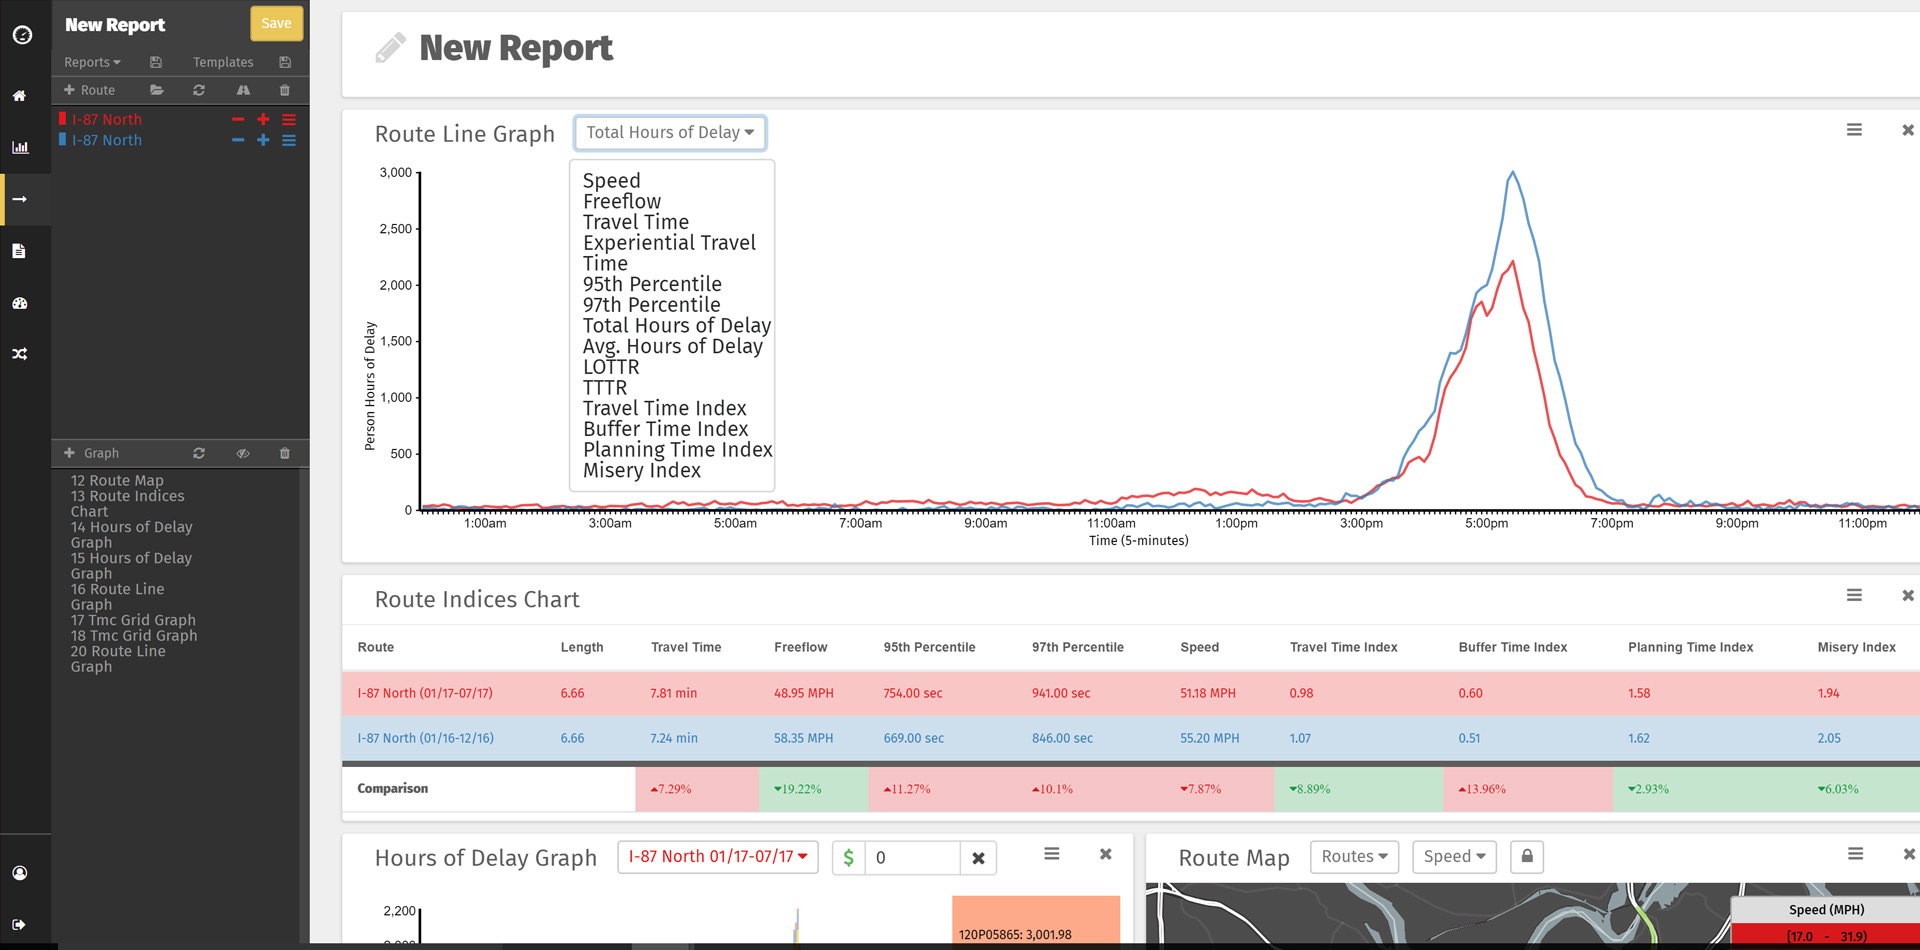 New Report
Save
Reports
Templates
Route
I-87 North
I-87 North
Graph
12 Route Map
13 Route Indices
Chart
14 Hours of Delay
Graph
15 Hours of Delay
Graph
16 Route Line
Graph
17 Tmc Grid Graph
18 Tmc Grid Graph
20 Route Line
Graph
New Report
Route Line Graph
Total Hours of Delay
Speed
Freeflow
Travel Time
Experiential Travel
Time
95th Percentile
97th Percentile
Total Hours of Delay
Avg. Hours of Delay
LOTTR
TTTR
Travel Time Index
Buffer Time Index
Planning Time Index
Misery Index
Person Hours of Delay
3,000
2,500
2,000
1,500
1,000
500
0
1:00am 3:00am 5:00am 7:00am 9:00am 11:00am 1:00pm 3:00pm 5:00pm 7:00pm 9:00pm 11:00pm
Time (5-minutes)
Route Indices Chart
Route Length Travel Time Freeflow 95th Percentile 97th Percentile Speed Travel Time Index Buffer Time Index Planning Time Index Misery Index
I-87 North (01/17-07/17) 6.66 7.81 min 48.95 MPH 754.00 sec 941.00 sec 51.18 MPH 0.98 0.60 1.58 1.94
I-87 North (01/16-12/16) 6.66 7.24 min 58.35 MPH 669.00 sec 846.00 sec 55.20 MPH 1.07 0.51 1.62 2.05
Comparison 7.29% 19.22% 11.27% 10.1% 7.87% 8.89% 13.96% 2.93% 6.03%
Hours of Delay Graph
I-87 North 01/17-07/17
$ 0
2,200
120P05865: 3,001.98
Route Map
Routes
Speed
Speed (MPH)
[17.0 - 31.9)